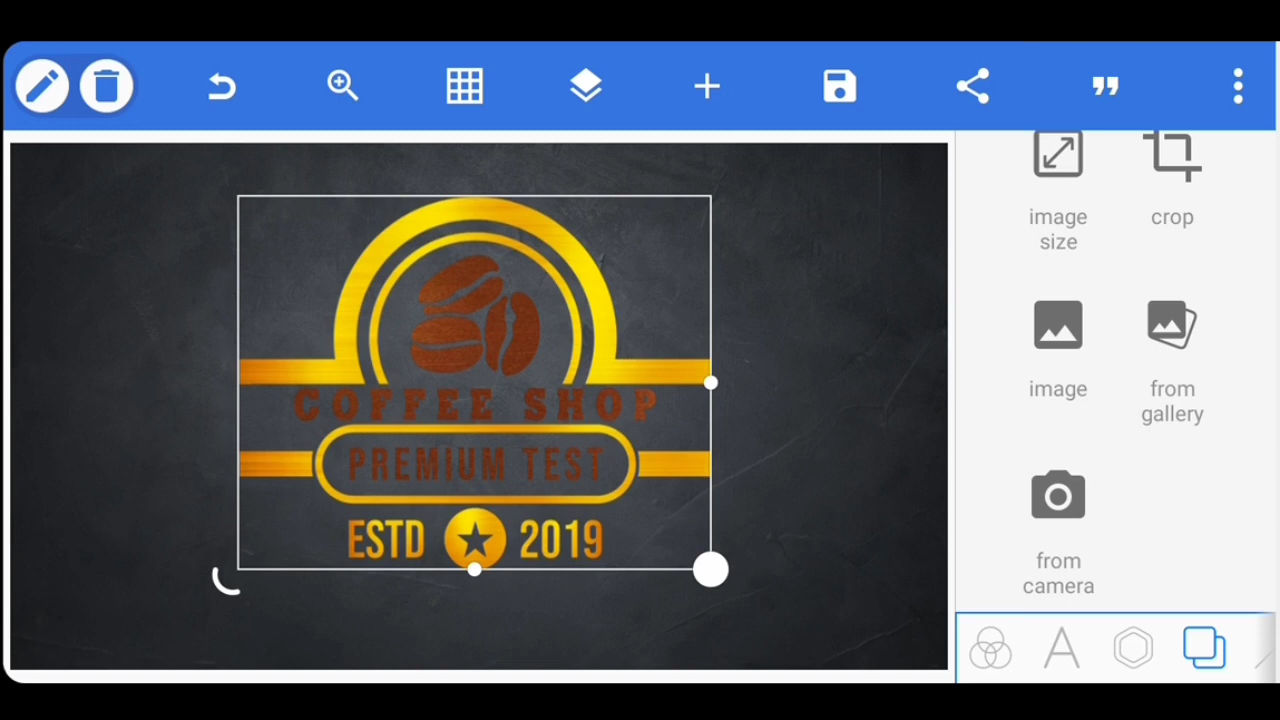 image
size
crop
COFFEE SHOP
image
from
gallery
PREMIUM TEST
ESTD 2019
from
camera